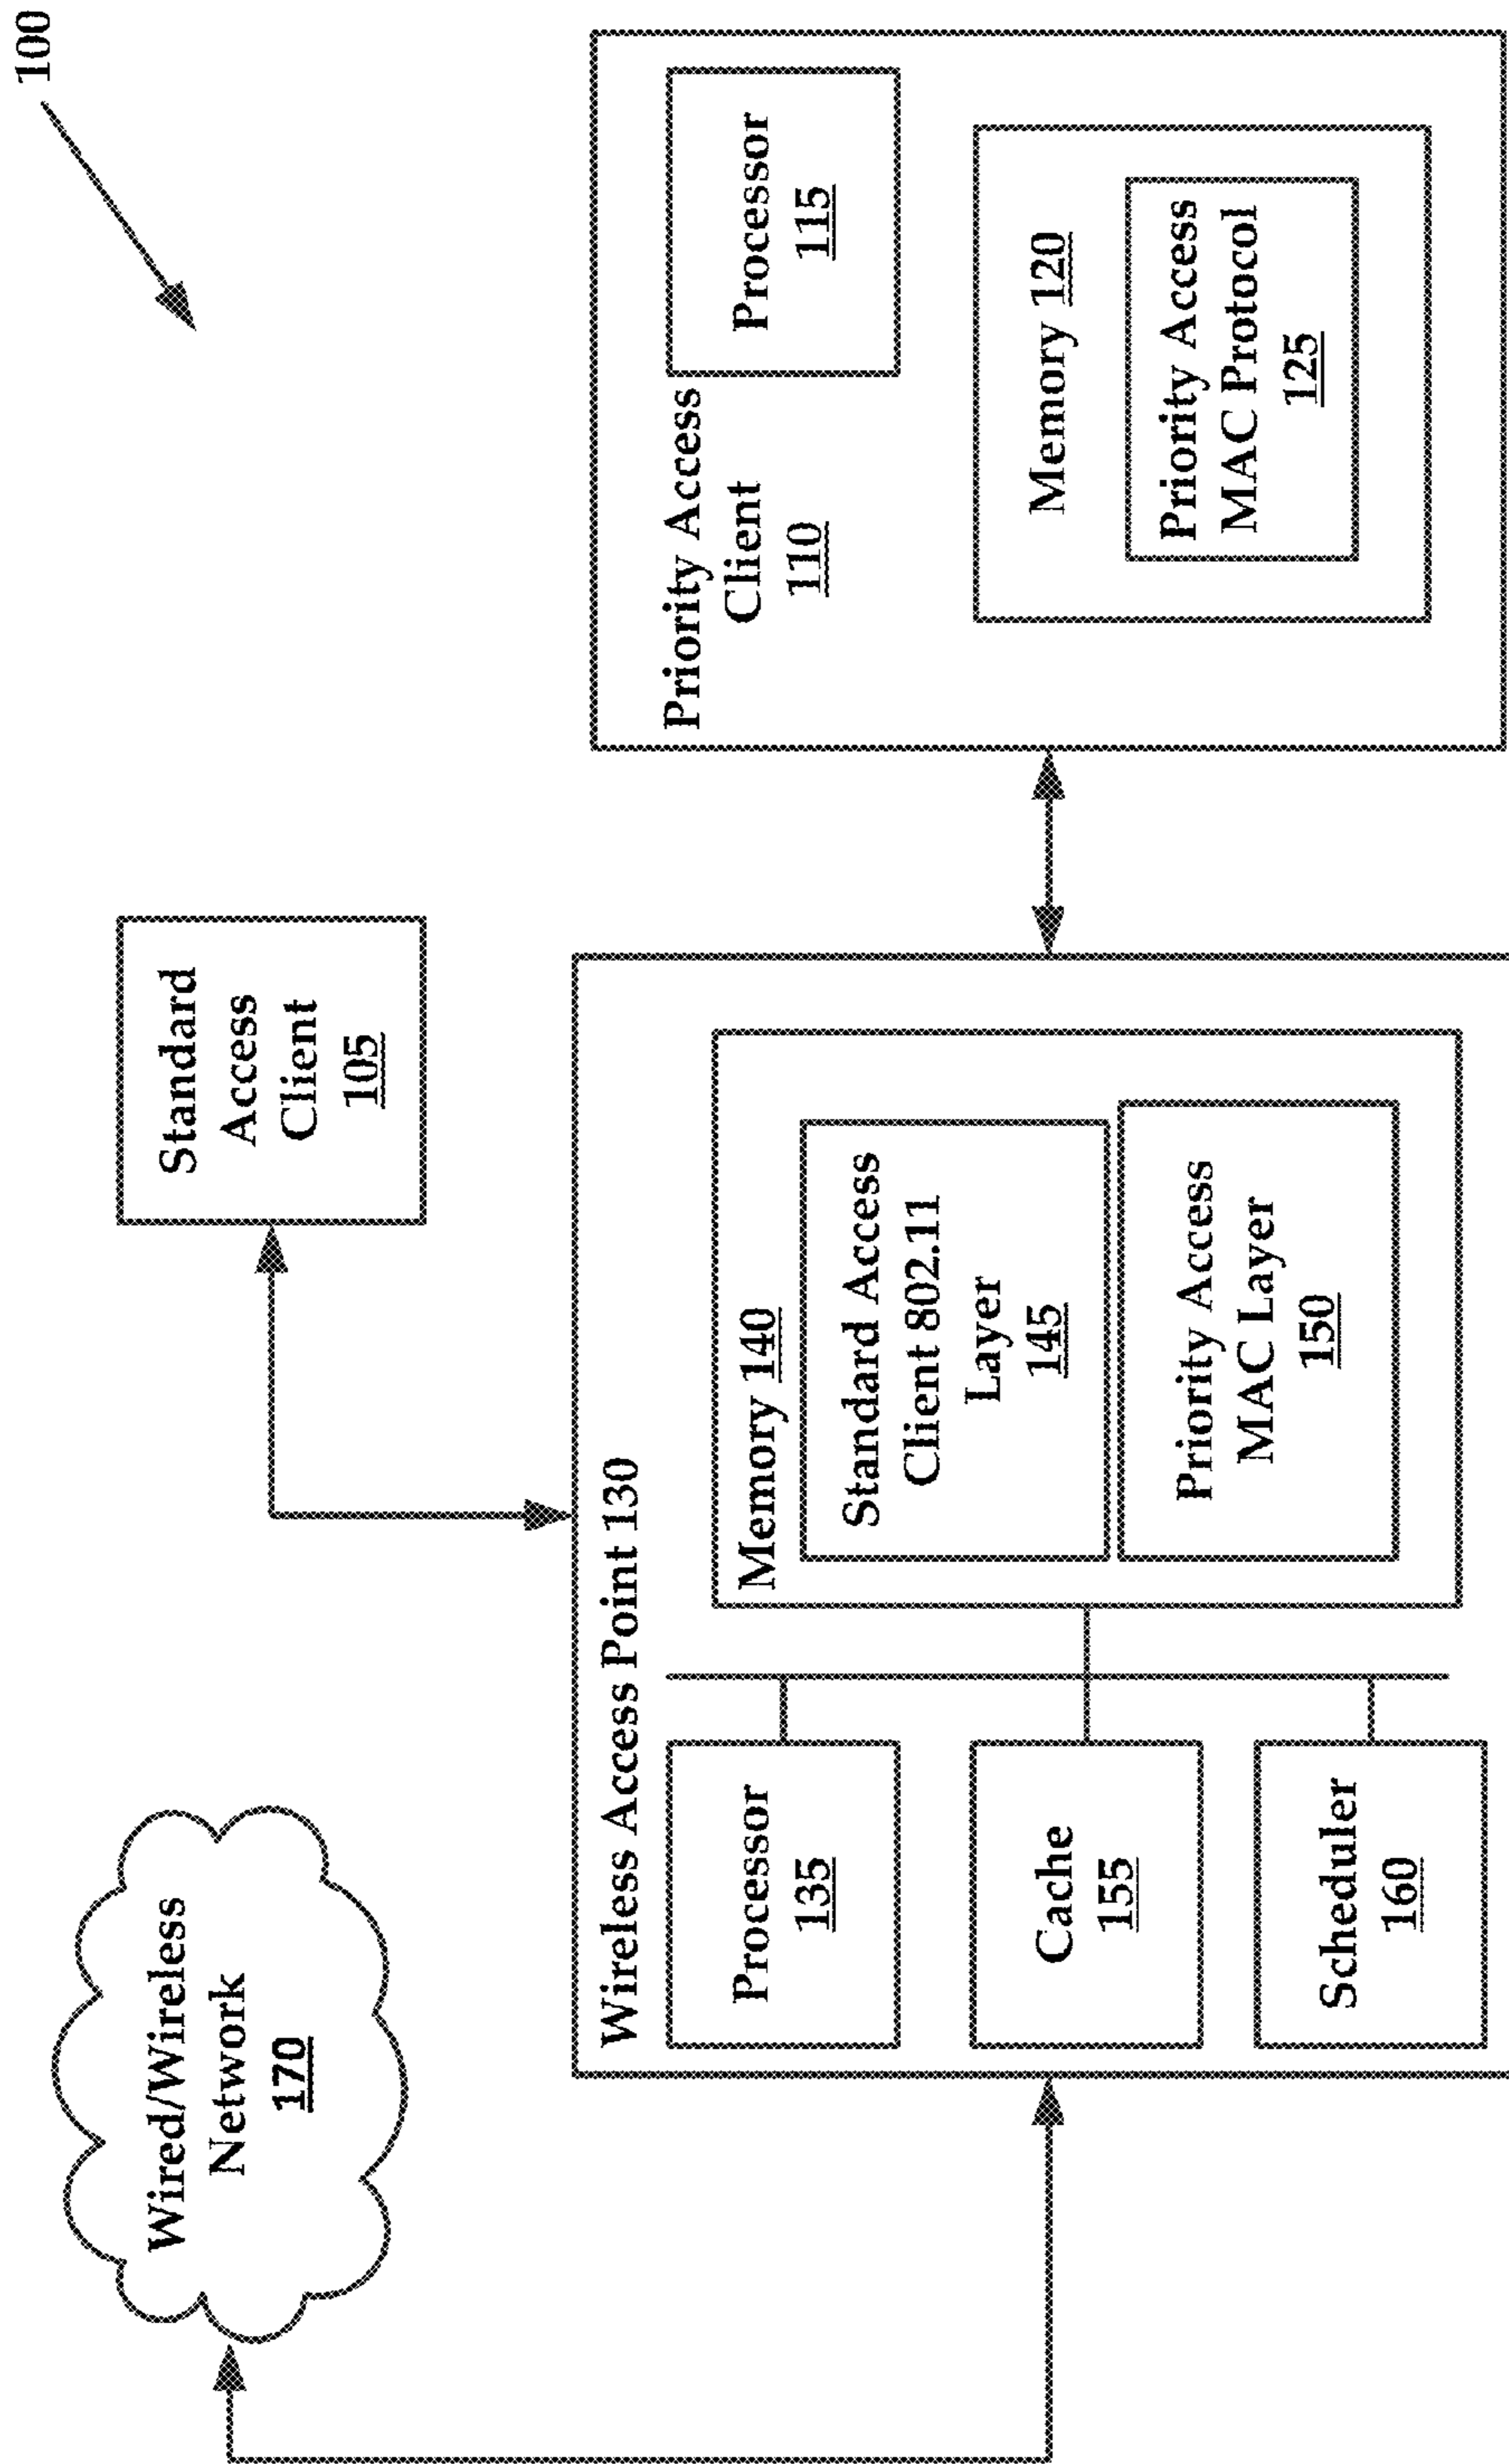 100
Wired/Wireless
Network
170
Standard
Access
Client
105
Wireless Access Point 130
Processor
135
Cache
155
Scheduler
160
Memory 140
Standard Access
Client 802.11
Layer
145
Priority Access
MAC Layer
150
Priority Access
Client
110
Processor
115
Memory 120
Priority Access
MAC Protocol
125